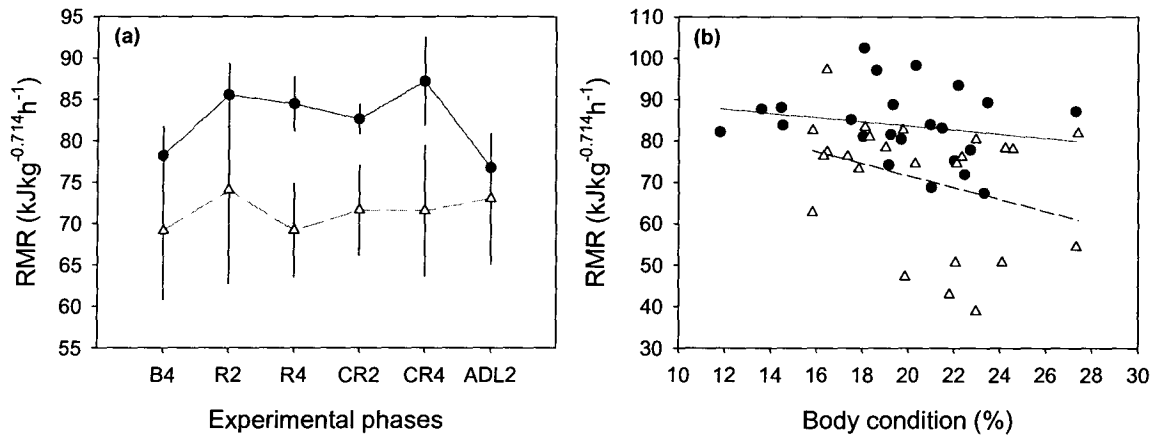 (a)
RMR (kJkg-0.714h-1)
95
90
85
80
75
70
65
60
55
B4 R2 R4 CR2 CR4 ADL2
Experimental phases
(b)
RMR (kJkg-0.714h-1)
110
100
90
80
70
60
50
40
30
10 12 14 16 18 20 22 24 26 28 30
Body condition (%)